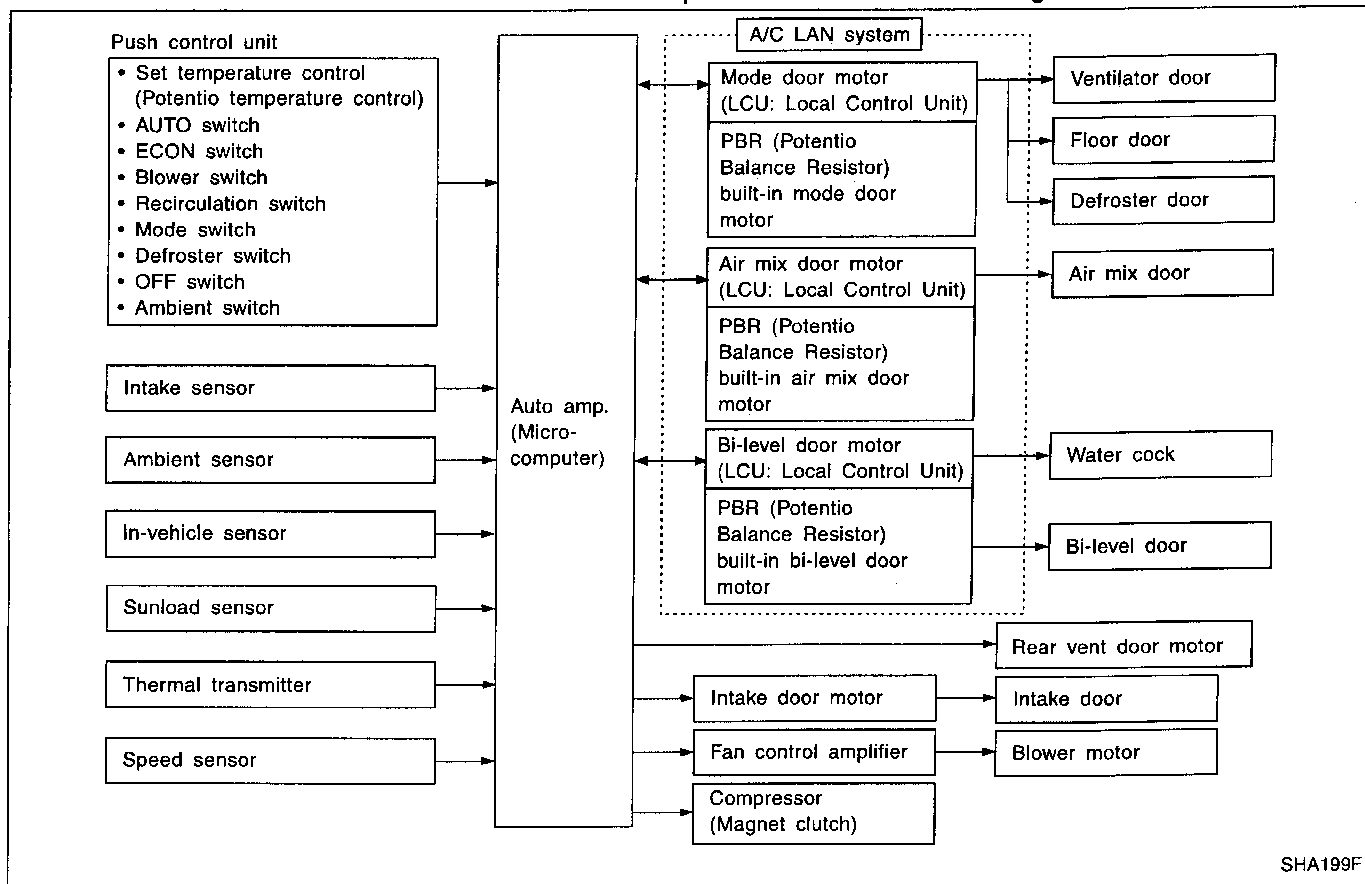 A/C LAN system
Push control unit
• Set temperature control
(Potentio temperature control)
• AUTO switch
• ECON switch
• Blower switch
• Recirculation switch
• Mode switch
• Defroster switch
• OFF switch
• Ambient switch
Intake sensor
Ambient sensor
In-vehicle sensor
Sunload sensor
Thermal transmitter
Speed sensor
Auto amp.
(Micro-
computer)
Mode door motor
(LCU: Local Control Unit)
PBR (Potentio
Balance Resistor)
built-in mode door
motor
Air mix door motor
(LCU: Local Control Unit)
PBR (Potentio
Balance Resistor)
built-in air mix door
motor
Bi-level door motor
(LCU: Local Control Unit)
PBR (Potentio
Balance Resistor)
built-in bi-level door
motor
Ventilator door
Floor door
Defroster door
Air mix door
Water cock
Bi-level door
Rear vent door motor
Intake door motor
Intake door
Fan control amplifier
Blower motor
Compressor
(Magnet clutch)
SHA199F